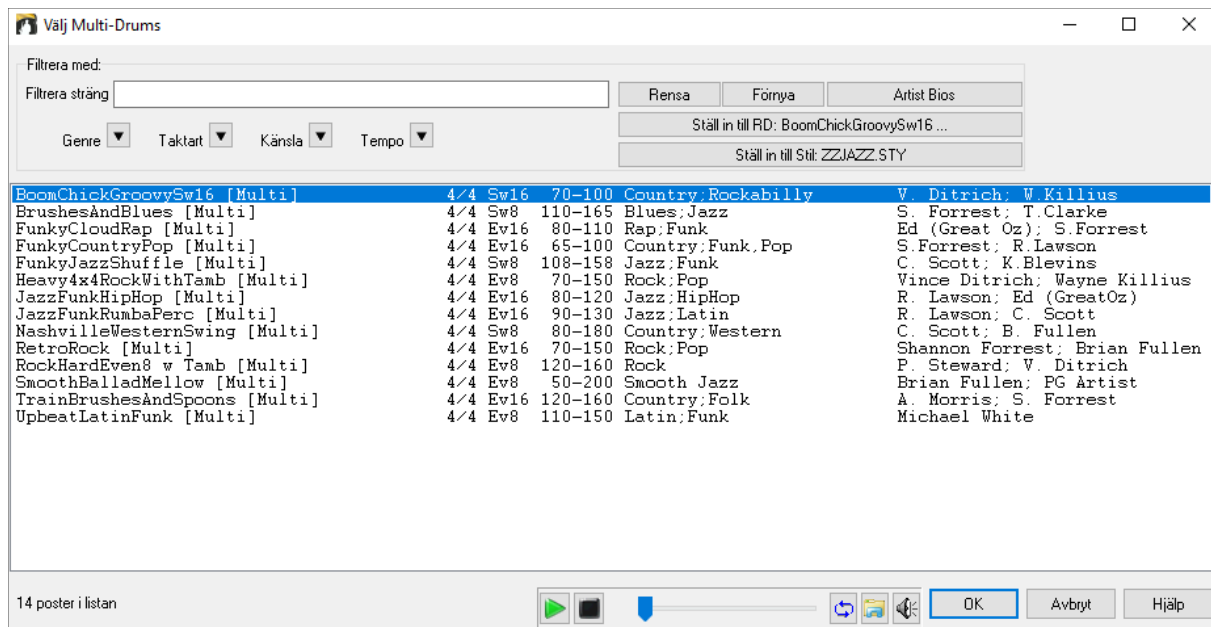 Välj Multi-Drums
Filtrera med:
Filtrera sträng
Rensa Förnya Artist Bios
Ställ in till RD: BoomChickGroovySw16 ...
Genre Taktart Känsla Tempo
Ställ in till Stil: ZZJAZZ.STY
BoomChickGroovySw16 [Multi] 4/4 Sw16 70-100 Country;Rockabilly V. Ditrich; W.Killius
BrushesAndBlues [Multi] 4/4 Sw8 110-165 Blues;Jazz S. Forrest; T.Clarke
FunkyCloudRap [Multi] 4/4 Ev16 80-110 Rap;Funk Ed (Great Oz); S.Forrest
FunkyCountryPop [Multi] 4/4 Ev16 65-100 Country;Funk,Pop S.Forrest; R.Lawson
FunkyJazzShuffle [Multi] 4/4 Sw8 108-158 Jazz;Funk C. Scott; K.Blevins
Heavy4x4RockWithTamb [Multi] 4/4 Ev8 70-150 Rock;Pop Vince Ditrich; Wayne Killius
JazzFunkHipHop [Multi] 4/4 Ev16 80-120 Jazz;HipHop R. Lawson; Ed (GreatOz)
JazzFunkRumbaPerc [Multi] 4/4 Ev16 90-130 Jazz;Latin R. Lawson; C. Scott
NashvilleWesternSwing [Multi] 4/4 Sw8 80-180 Country;Western C. Scott; B. Fullen
RetroRock [Multi] 4/4 Ev16 70-150 Rock;Pop Shannon Forrest; Brian Fullen
RockHardEven8 w Tamb [Multi] 4/4 Ev8 120-160 Rock P. Steward; V. Ditrich
SmoothBalladMellow [Multi] 4/4 Ev8 50-200 Smooth Jazz Brian Fullen; PG Artist
TrainBrushesAndSpoons [Multi] 4/4 Ev16 120-160 Country;Folk A. Morris; S. Forrest
UpbeatLatinFunk [Multi] 4/4 Ev8 110-150 Latin;Funk Michael White
14 poster i listan OK Avbryt Hjälp